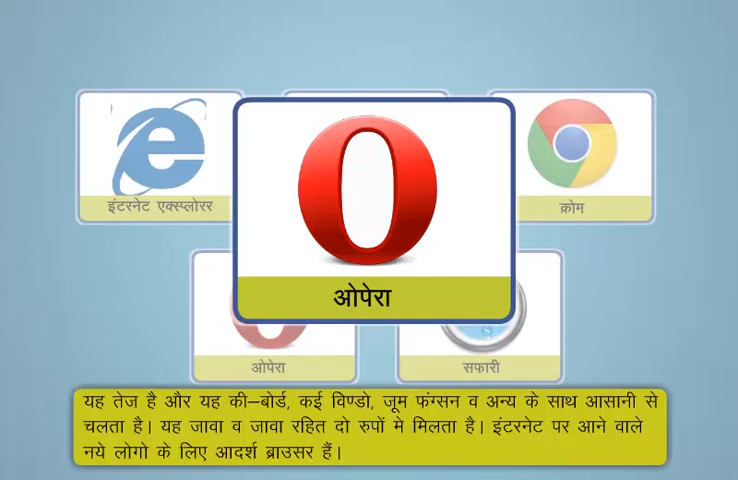 इंटरनेट एक्स्प्लोरर
क्रोम
ओपेरा
ओपेरा
सफारी
यह तेज है और यह की–बोर्ड, कई विण्डो, जूम फंग्सन व अन्य के साथ आसानी से
चलता है। यह जावा व जावा रहित दो रुपों मे मिलता है। इंटरनेट पर आने वाले
नये लोगो के लिए आदर्श ब्राउसर हैं।